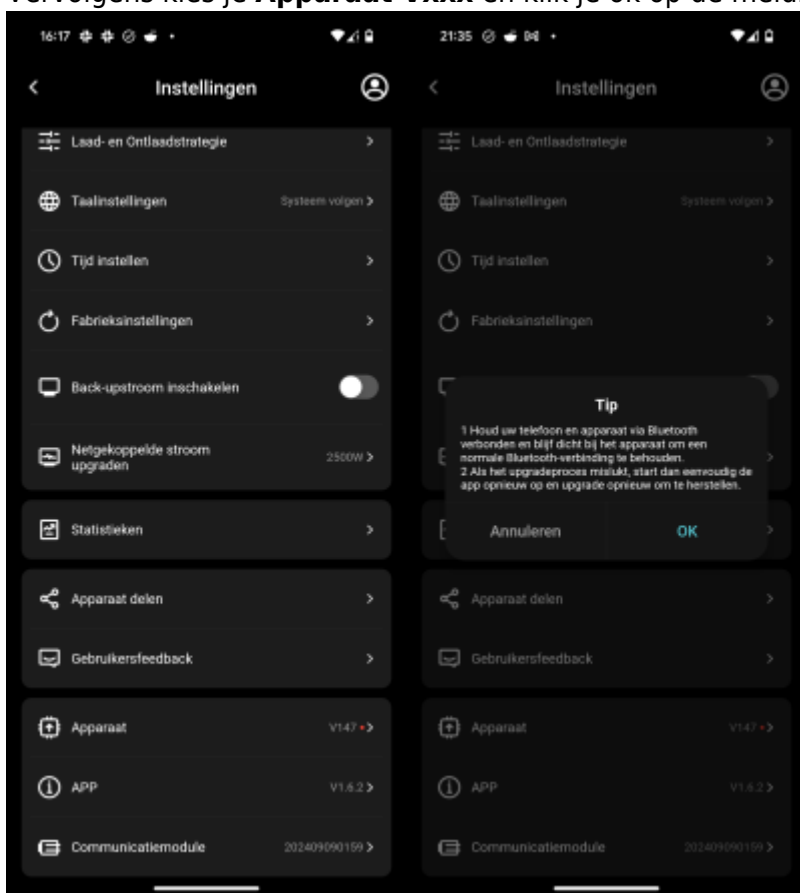 Vervolgens kies je Apparaat Vxxx en klik je ok op de
16:17
Instellingen
Laad- en Ontlaadstrategie
Taalinstellingen
Systeem volgen
Tijd instellen
Fabrieksinstellingen
Back-upstroom inschakelen
Netgekoppelde stroom
upgraden
2500W
Statistieken
Apparaat delen
Gebruikersfeedback
Apparaat
V147
APP
V1.6.2
Communicatiemodule
202409090159
21:35
Instellingen
Laad- en Ontlaadstrategie
Taalinstellingen
Systeem volgen
Tijd instellen
Fabrieksinstellingen
Tip
1 Houd uw telefoon en apparaat via Bluetooth
verbonden en blijf dicht bij het apparaat om een
normale Bluetooth-verbinding te behouden.
2 Als het upgradeproces mislukt, start dan eenvoudig de
app opnieuw op en upgrade opnieuw om te herstellen.
Annuleren
OK
Apparaat delen
Gebruikersfeedback
Apparaat
V147
APP
V1.6.2
Communicatiemodule
202409090159